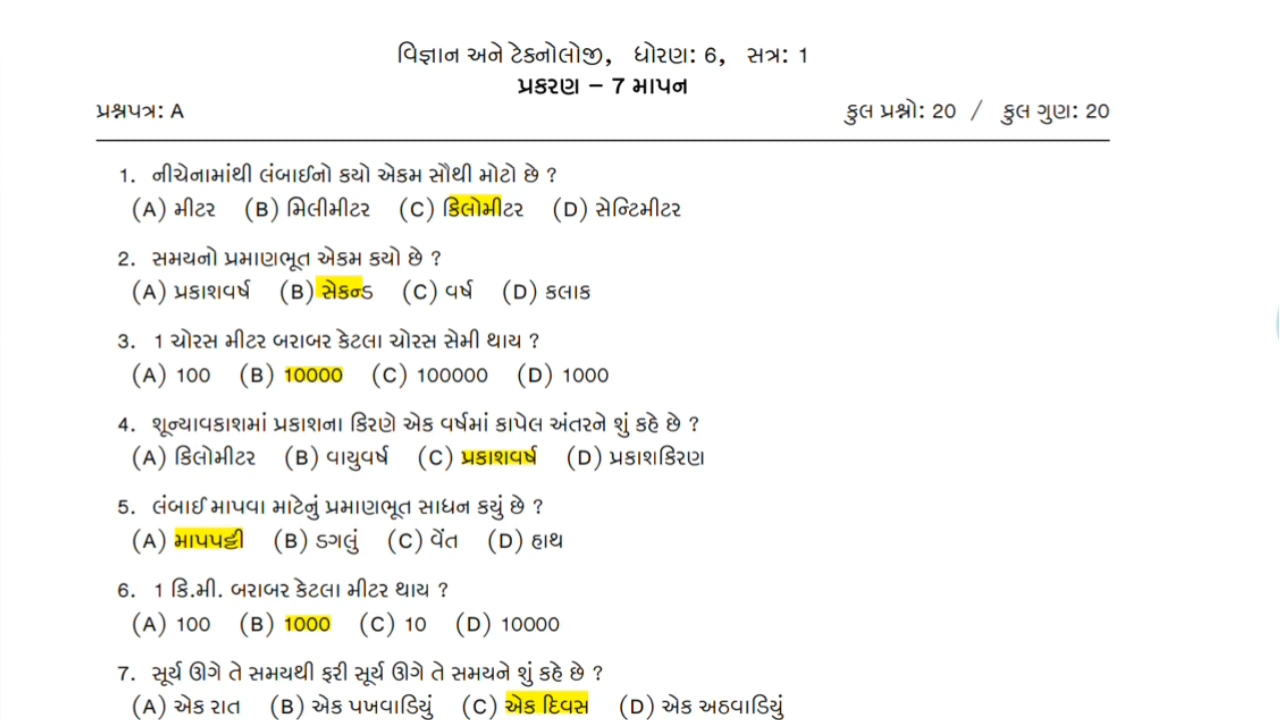 વિજ્ઞાન અને ટેકનોલોજી, ધોરણ: 6, સત્ર: 1
પ્રકરણ – 7 માપન
પ્રશ્નપત્ર: A કુલ પ્રશ્નો: 20 / કુલ ગુણ: 20
1. નીચેનામાંથી લંબાઈનો કયો એકમ સૌથી મોટો છે ?
(A) મીટર (B) મિલીમીટર (C) કિલોમીટર (D) સેન્ટિમીટર
2. સમયનો પ્રમાણભૂત એકમ કયો છે ?
(A) પ્રકાશવર્ષ (B) સેકન્ડ (C) વર્ષ (D) કલાક
3. 1 ચોરસ મીટર બરાબર કેટલા ચોરસ સેમી થાય ?
(A) 100 (B) 10000 (C) 100000 (D) 1000
4. શૂન્યાવકાશમાં પ્રકાશના કિરણે એક વર્ષમાં કાપેલ અંતરને શું કહે છે ?
(A) કિલોમીટર (B) વાયુવર્ષ (C) પ્રકાશવર્ષ (D) પ્રકાશકિરણ
5. લંબાઈ માપવા માટેનું પ્રમાણભૂત સાધન કયું છે ?
(A) માપપટ્ટી (B) ડગલું (C) વેંત (D) હાથ
6. 1 કિ.મી. બરાબર કેટલા મીટર થાય ?
(A) 100 (B) 1000 (C) 10 (D) 10000
7. સૂર્ય ઊગે તે સમયથી ફરી સૂર્ય ઊગે તે સમયને શું કહે છે ?
(A) એક રાત (B) એક પખવાડિયું (C) એક દિવસ (D) એક અઠવાડિયું